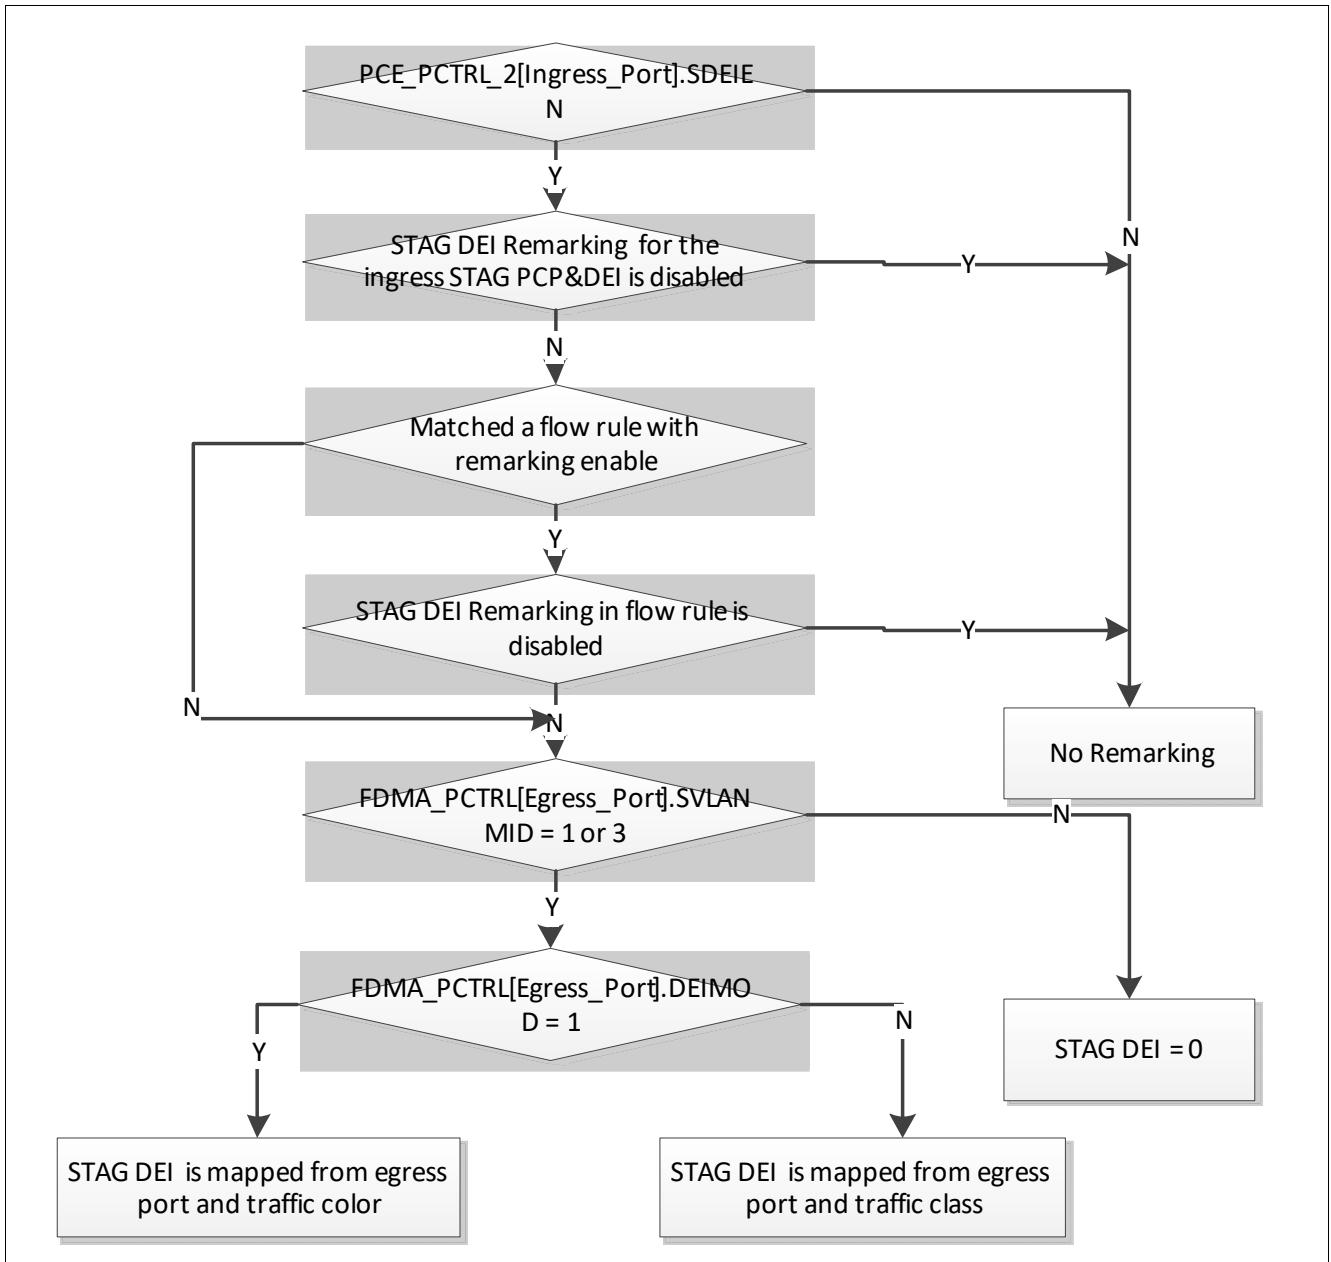 PCE_PCTRL_2[Ingress_Port].SDEIE
N
Y
N
STAG DEI Remarking for the
ingress STAG PCP&DEI is disabled
Y
N
Matched a flow rule with
remarking enable
Y
STAG DEI Remarking in flow rule is
disabled
Y
N
N
No Remarking
FDMA_PCTRL[Egress_Port].SVLAN
MID = 1 or 3
N
Y
FDMA_PCTRL[Egress_Port].DEIMO
D = 1
Y
N
STAG DEI = 0
STAG DEI is mapped from egress
port and traffic color
STAG DEI is mapped from egress
port and traffic class